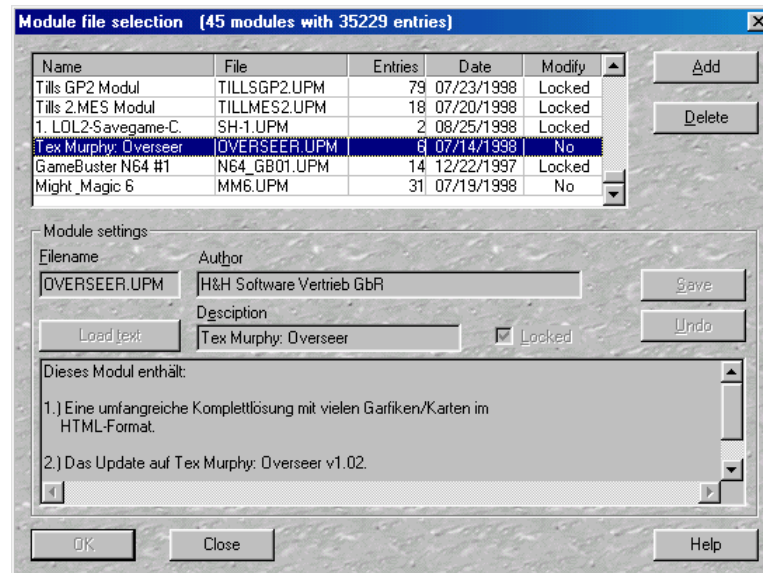 Module file selection (45 modules with 35229 entries)
Name File Entries Date Modify
Tills GP2 Modul TILLSGP2.UPM 79 07/23/1998 Locked
Tills 2.MES Modul TILLMES2.UPM 18 07/20/1998 Locked
1. LOL2-Savegame-C. SH-1.UPM 2 08/25/1998 Locked
Tex Murphy: Overseer OVERSEER.UPM 6 07/14/1998 No
GameBuster N64 #1 N64_GB01.UPM 14 12/22/1997 Locked
Might_Magic 6 MM6.UPM 31 07/19/1998 No
Add
Delete
Module settings
Filename Author
OVERSEER.UPM H&H Software Vertrieb GbR
Save
Desciption
Load text Tex Murphy: Overseer Locked Undo
Dieses Modul enthält:
1.) Eine umfangreiche Komplettlösung mit vielen Garfiken/Karten im
HTML-Format.
2.) Das Update auf Tex Murphy: Overseer v1.02.
OK Close Help